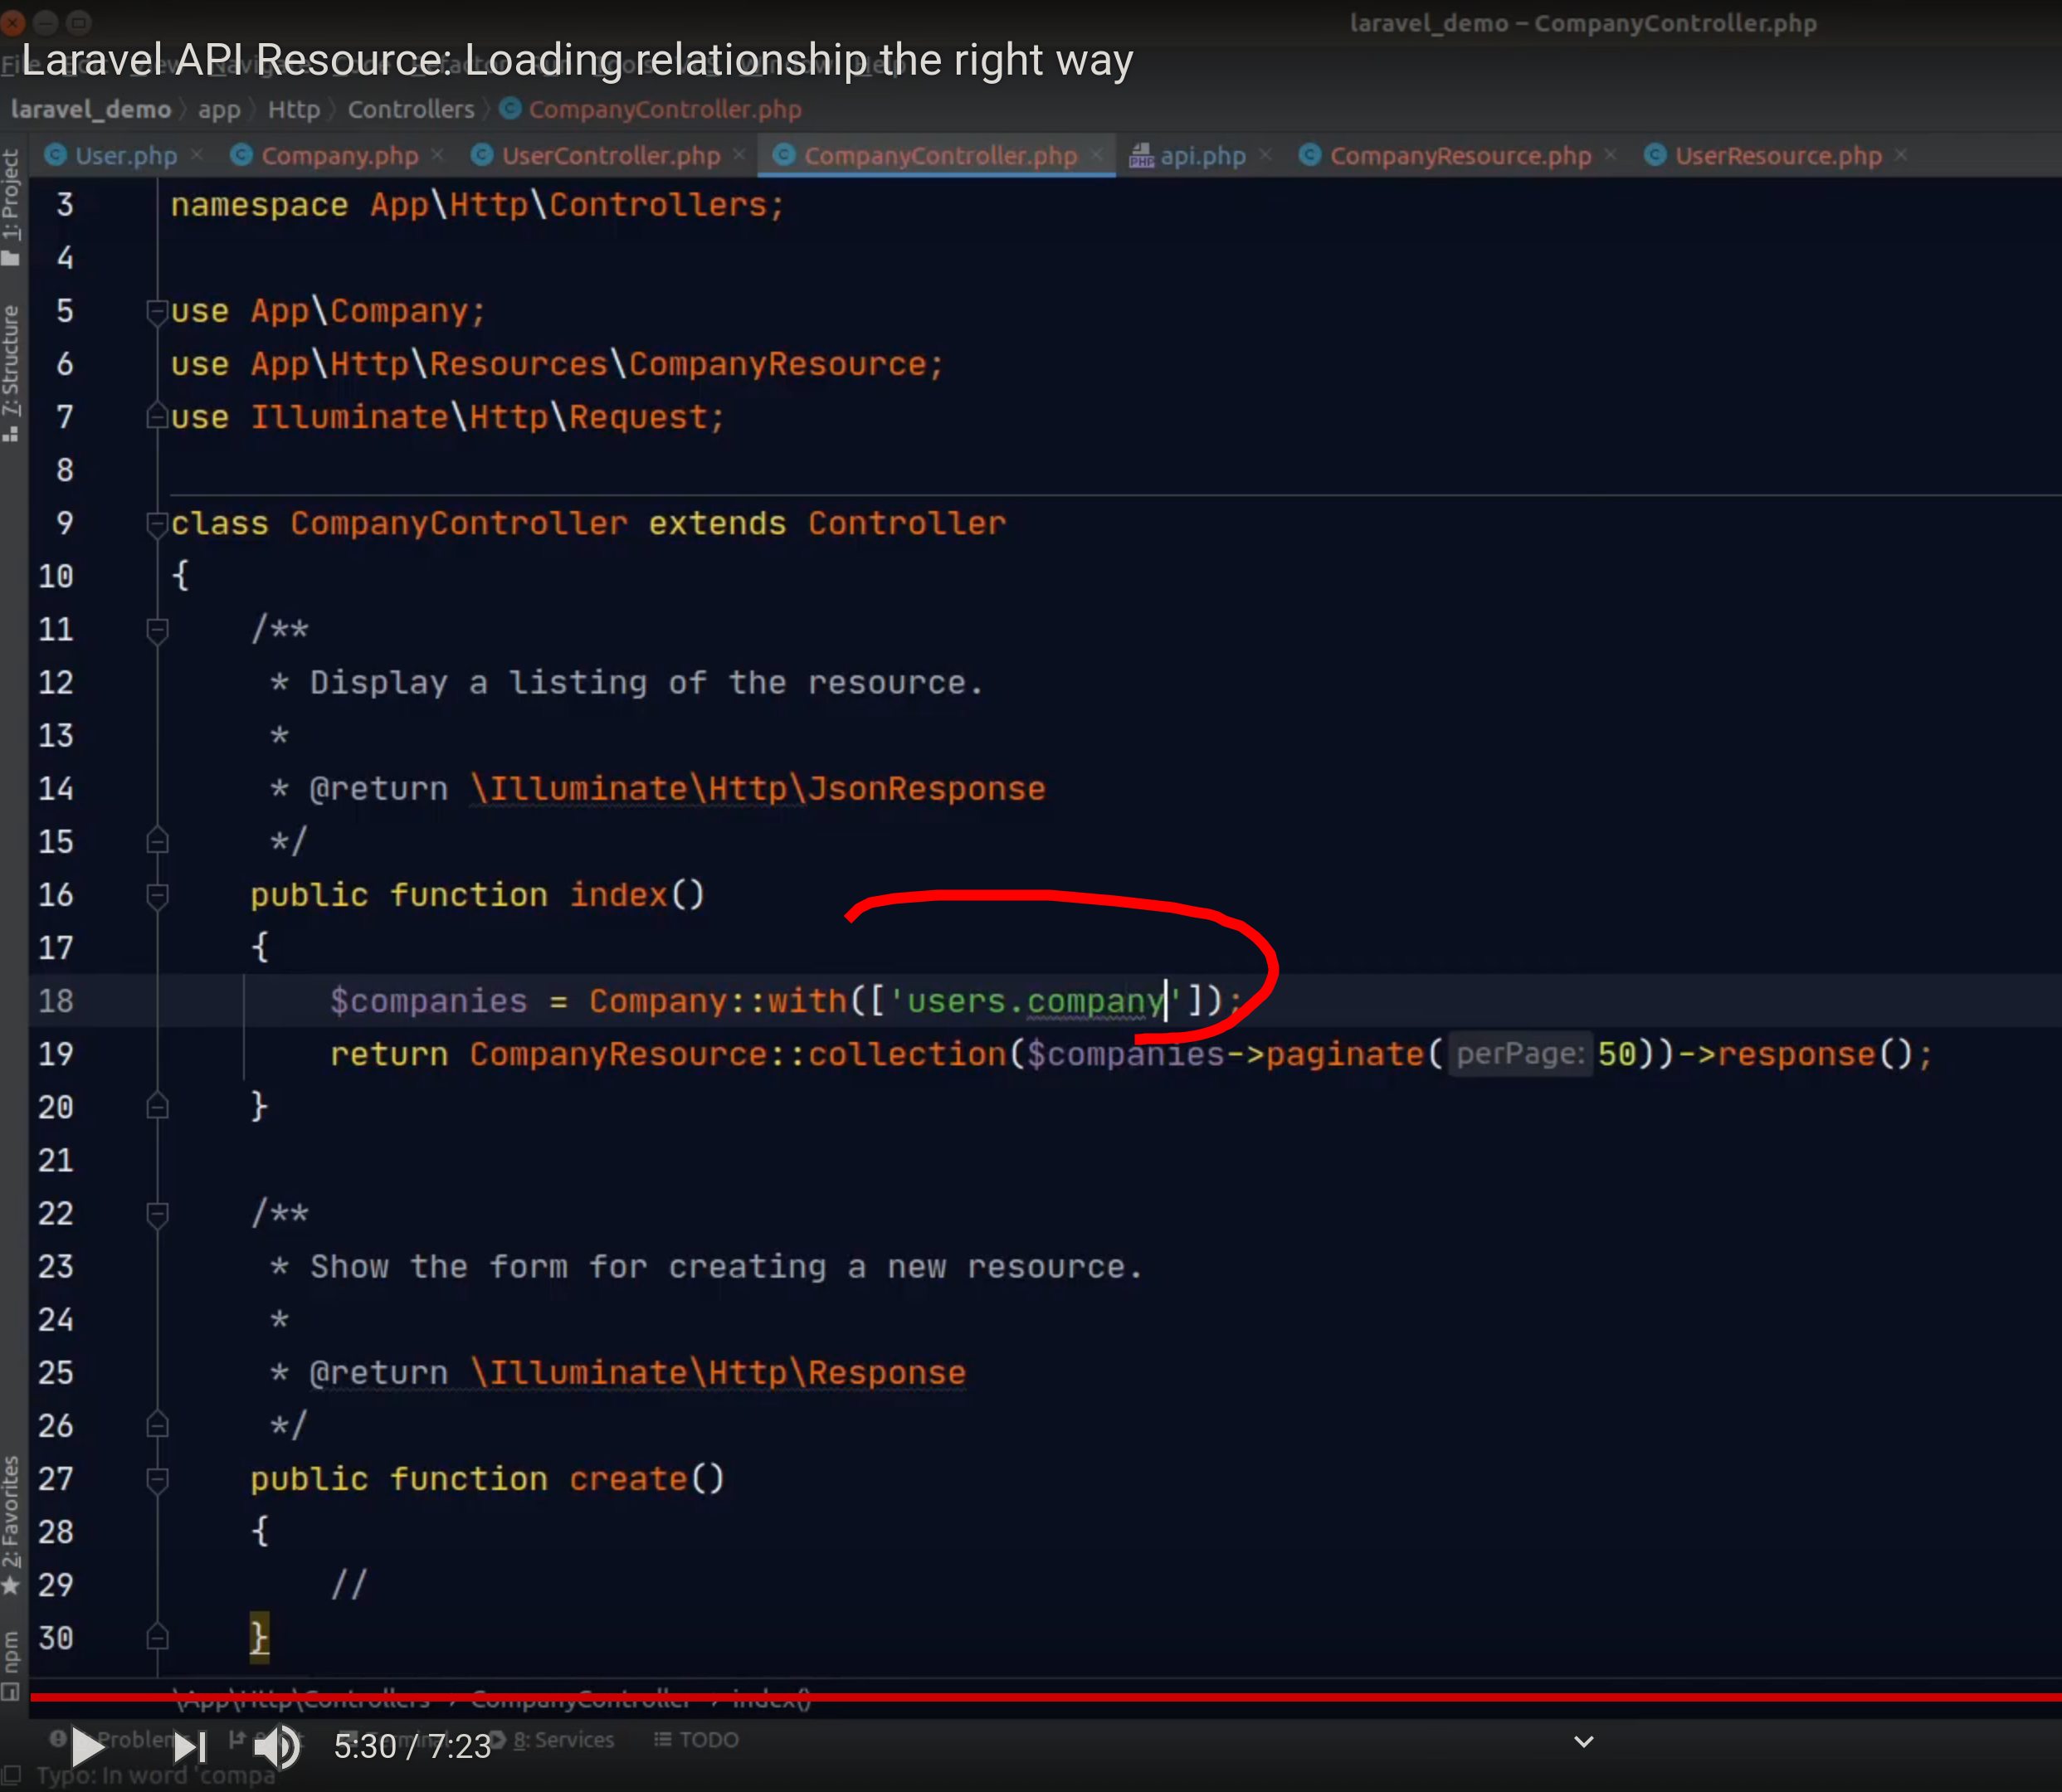 laravel_demo – CompanyController.php
Laravel API Resource: Loading relationship the right way
laravel_demo app Http Controllers CompanyController.php
User.php Company.php UserController.php CompanyController.php api.php CompanyResource.php UserResource.php
1: Project
7: Structure
2: Favorites
npm
3 namespace App\Http\Controllers;
4
5 use App\Company;
6 use App\Http\Resources\CompanyResource;
7 use Illuminate\Http\Request;
8
9 class CompanyController extends Controller
10 {
11 /**
12 * Display a listing of the resource.
13 *
14 * @return \Illuminate\Http\JsonResponse
15 */
16 public function index()
17 {
18 $companies = Company::with(['users.company']);
19 return CompanyResource::collection($companies->paginate( perPage: 50))->response();
20 }
21
22 /**
23 * Show the form for creating a new resource.
24 *
25 * @return \Illuminate\Http\Response
26 */
27 public function create()
28 {
29 //
30 }
\App\Http\Controllers › CompanyController › index()
5:30 / 7:23 8: Services TODO
Typo: In word 'compa